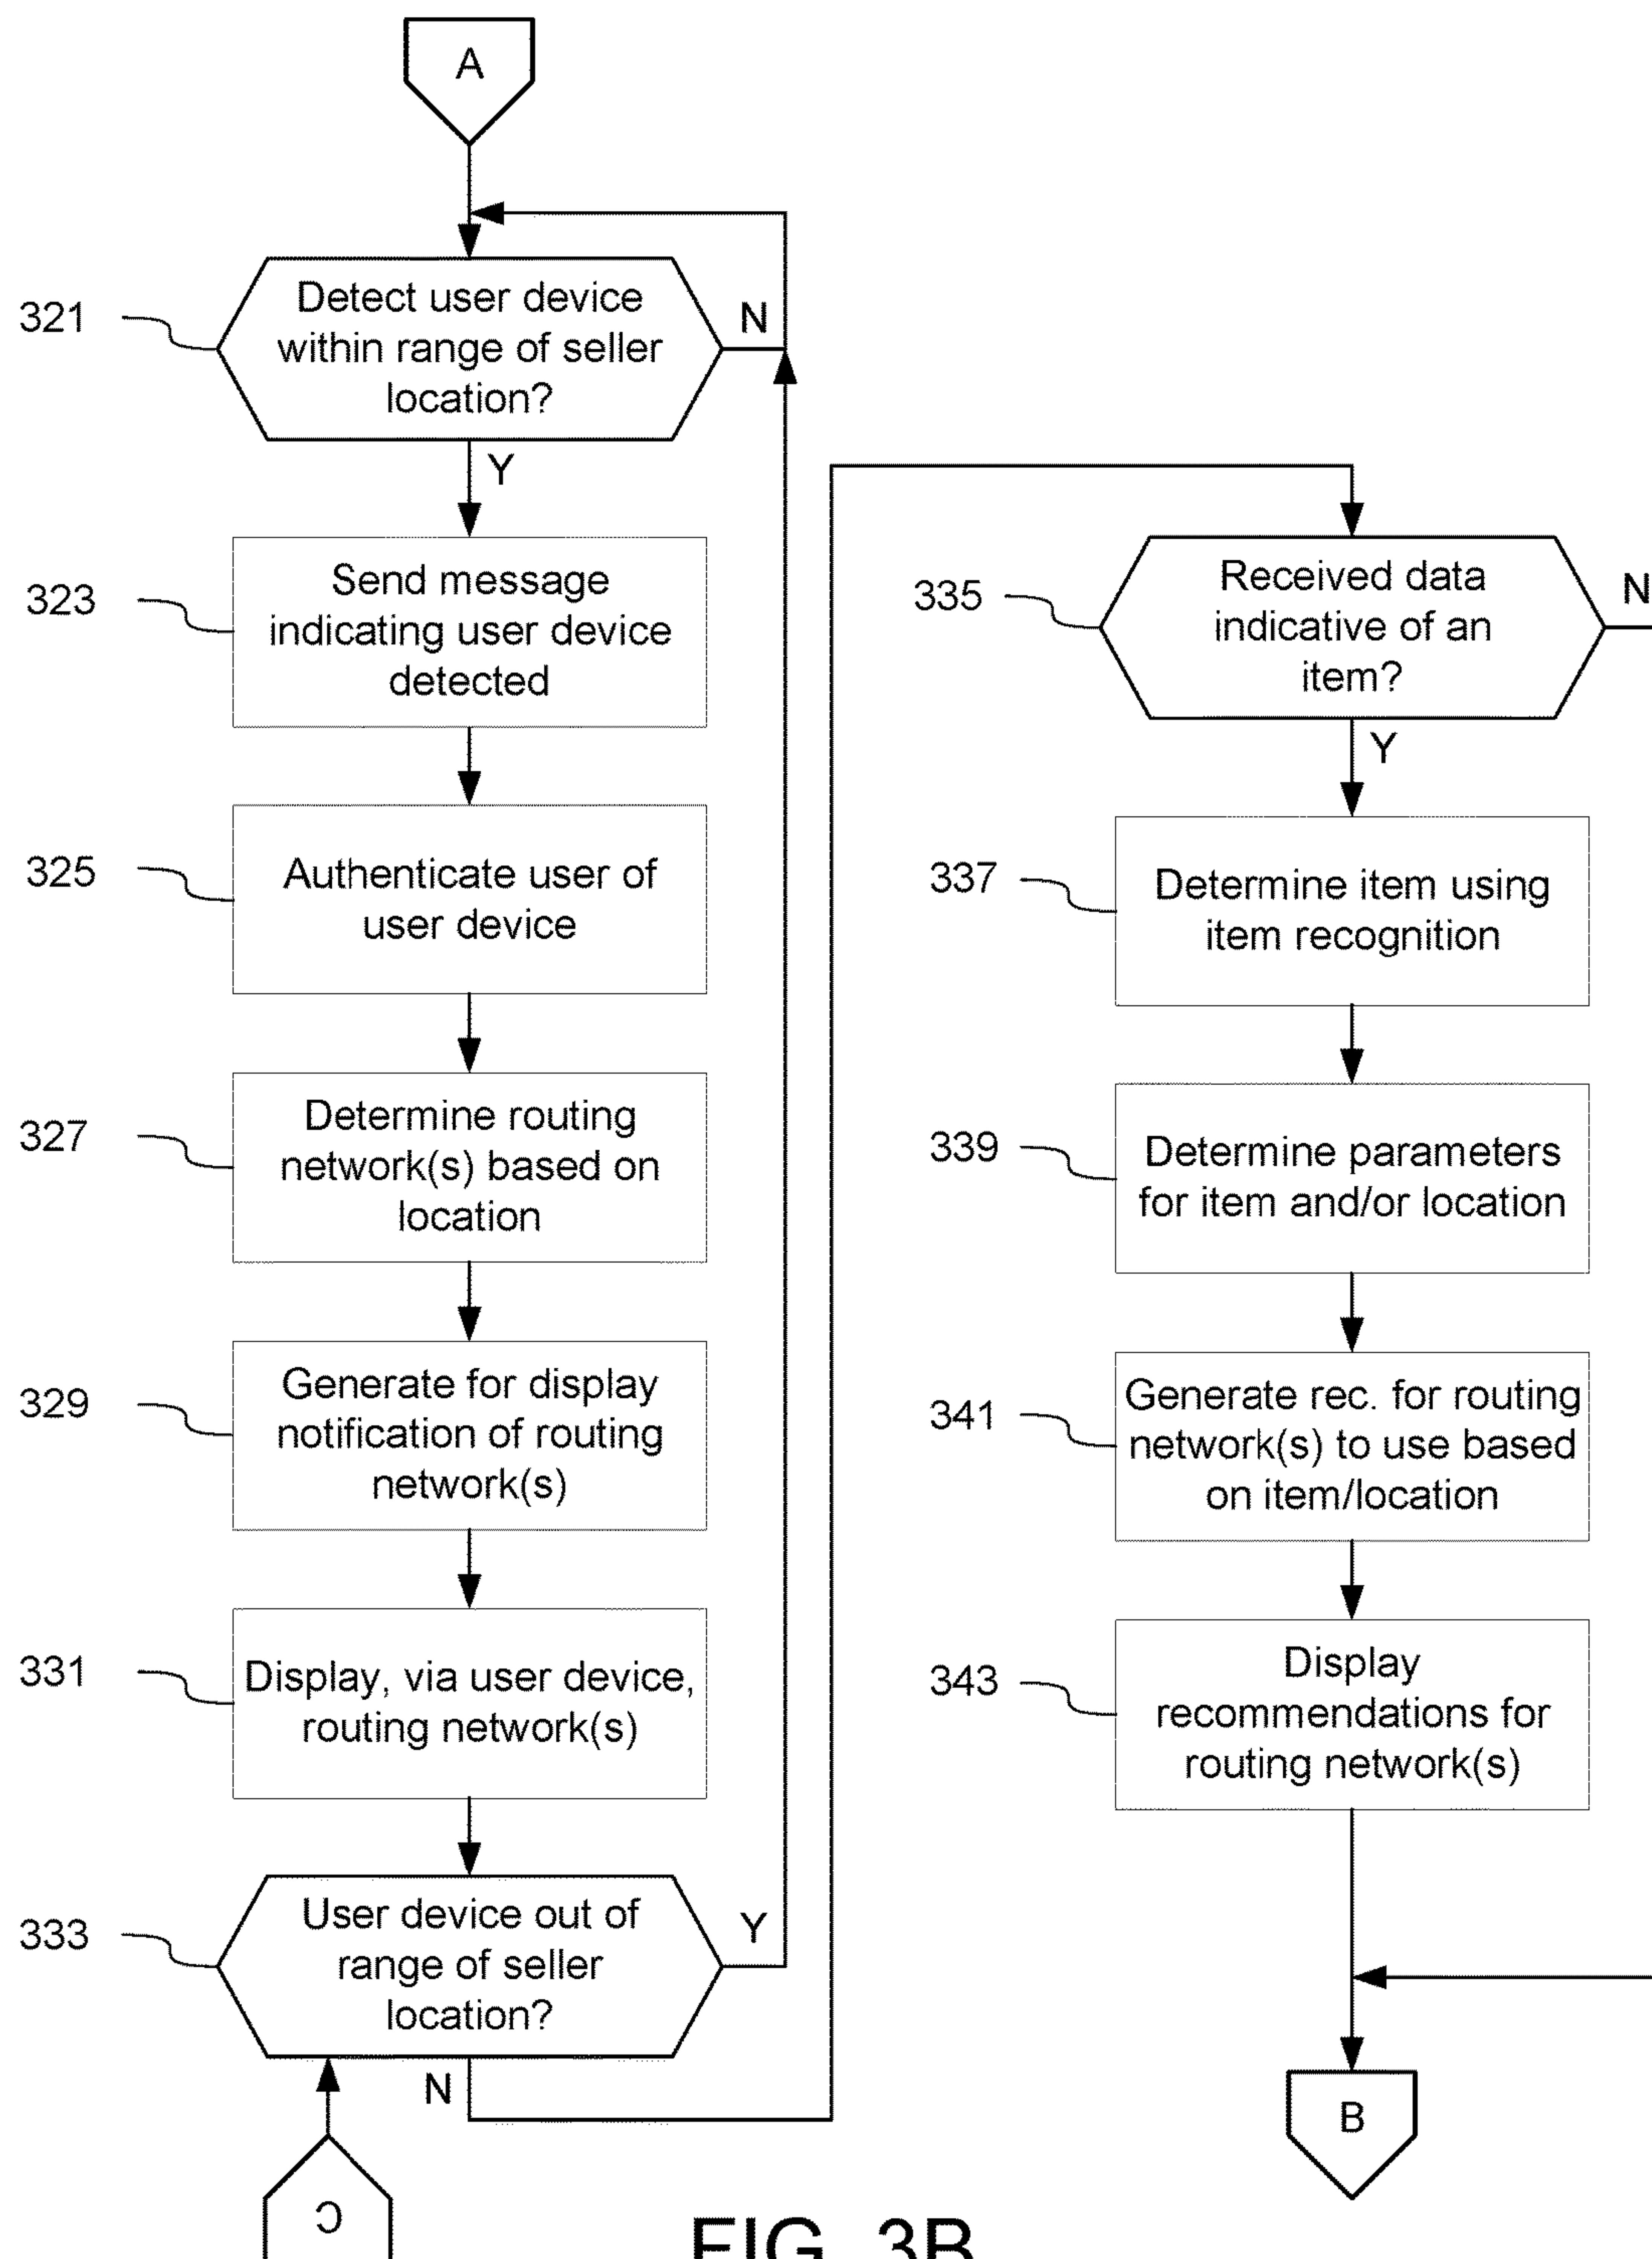 A
321
Detect user device
within range of seller
location?
N
Y
323
Send message
indicating user device
detected
325
Authenticate user of
user device
327
Determine routing
network(s) based on
location
329
Generate for display
notification of routing
network(s)
331
Display, via user device,
routing network(s)
333
User device out of
range of seller
location?
Y
N
C
335
Received data
indicative of an
item?
N
Y
337
Determine item using
item recognition
339
Determine parameters
for item and/or location
341
Generate rec. for routing
network(s) to use based
on item/location
343
Display
recommendations for
routing network(s)
B
FIG. 3B